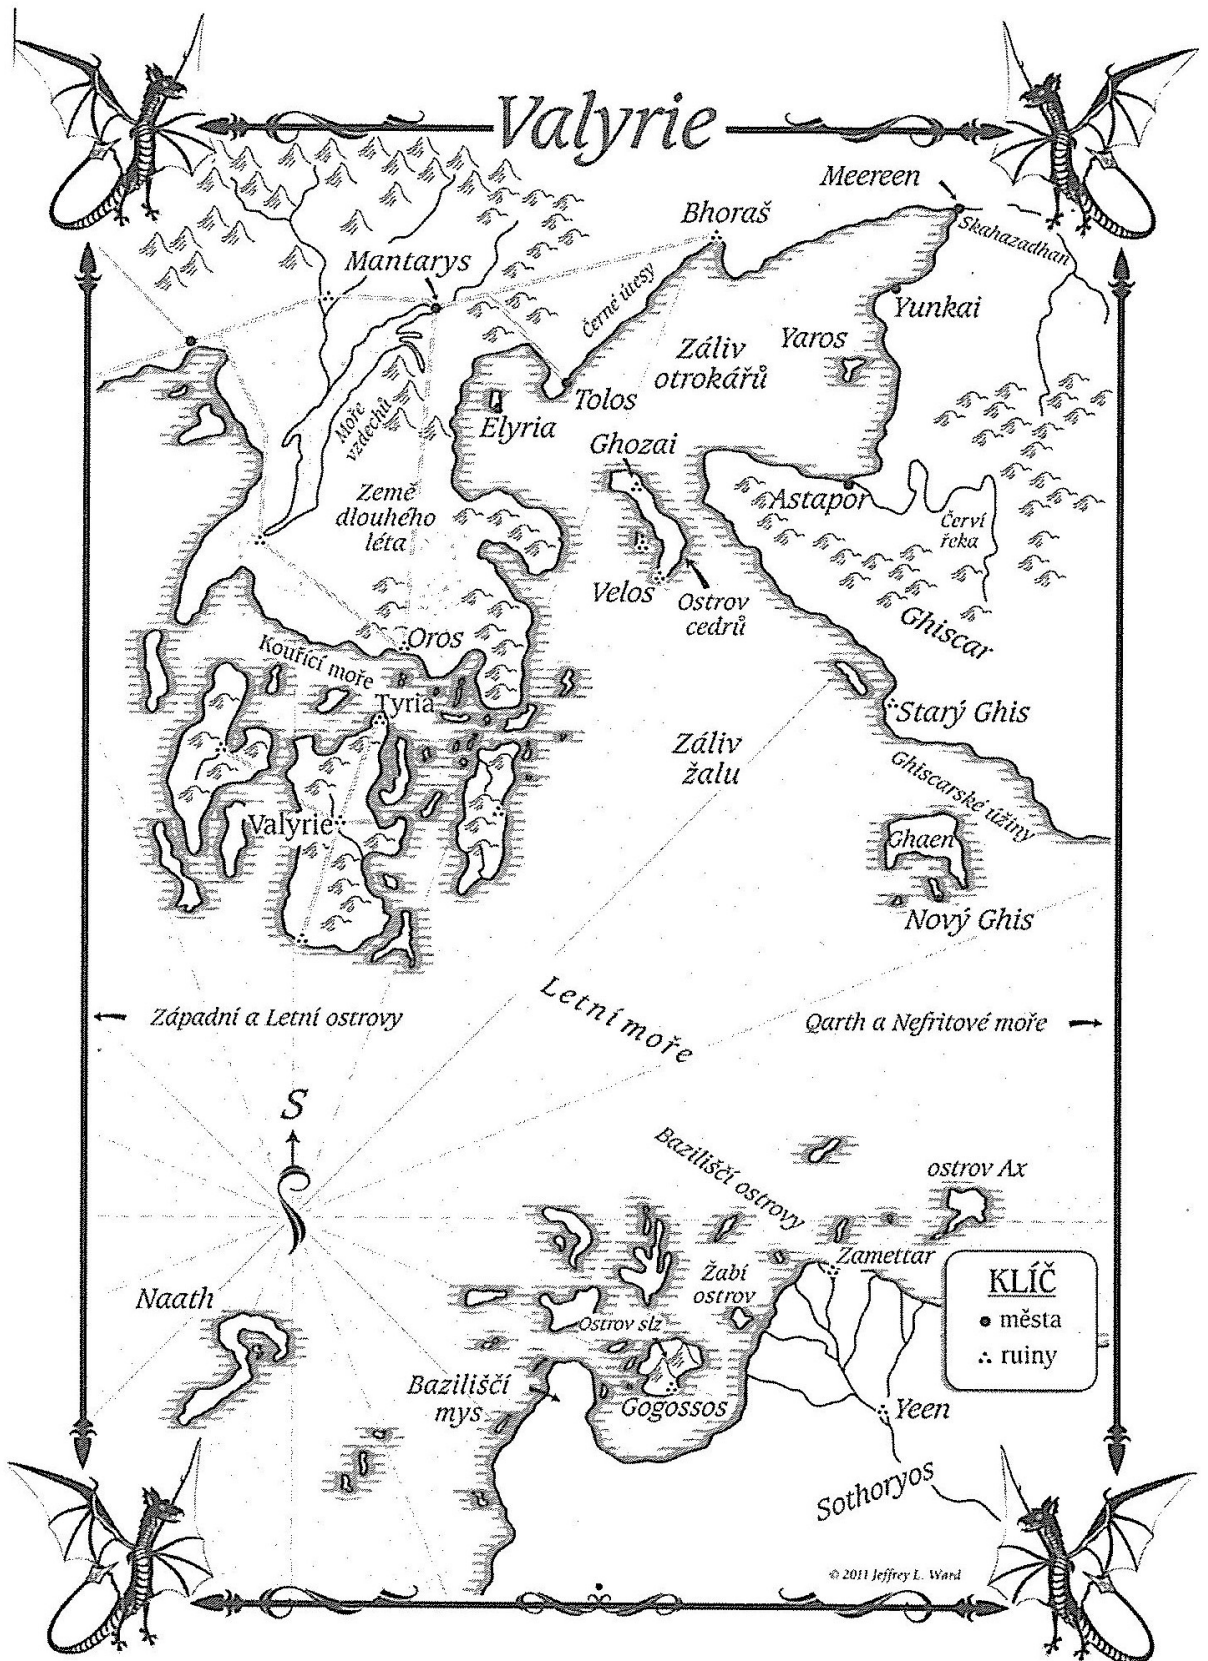 Valyrie
Meereen
Skahazadhan
Bhoraš
Mantarys
Černé útesy
Yunkai
Yaros
Záliv
otrokářů
Tolos
Elyria
Moře
vzdechů
Ghozai
Astapor
Země
dlouhého
léta
Červí
řeka
Velos
Ostrov
cedrů
Ghiscar
Oros
Kouřící moře
Tyria
Starý Ghis
Záliv
žalu
Ghiscarské úžiny
Valyrie
Ghaen
Nový Ghis
Letní moře
Západní a Letní ostrovy
Qarth a Nefritové moře
S
Baziliščí ostrovy
ostrov Ax
Zamettar
Žabí
ostrov
Naath
Ostrov slz
KLÍČ
města
ruiny
Baziliščí
mys
Gogossos
Yeen
Sothoryos
© 2011 Jeffrey L. Ward